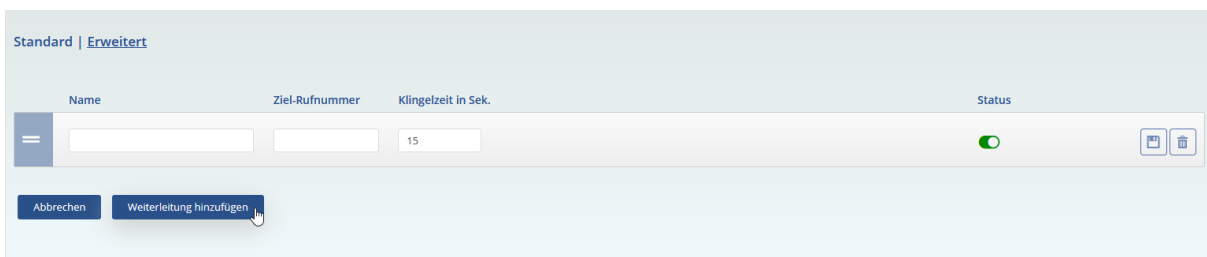 Standard | Erweitert
Name Ziel-Rufnummer Klingelzeit in Sek. Status
15
Abbrechen Weiterleitung hinzufügen